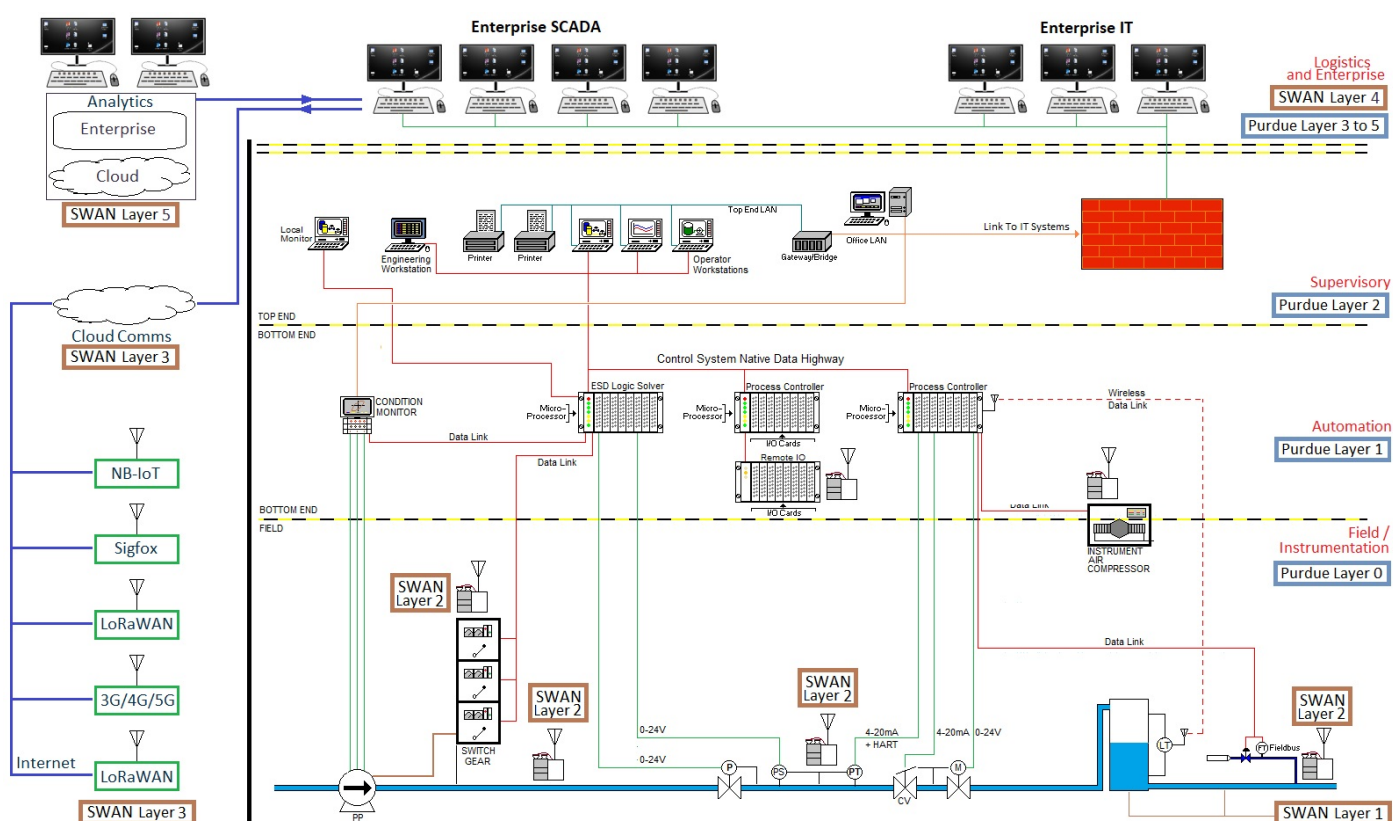 Enterprise SCADA
Enterprise IT
Logistics
and Enterprise
SWAN Layer 4
Purdue Layer 3 to 5
Analytics
Enterprise
Cloud
SWAN Layer 5
Local
Monitor
Engineering
Workstation
Printer
Printer
Operator
Workstations
Top End LAN
Gateway/Bridge
Office LAN
Link To IT Systems
Supervisory
Purdue Layer 2
TOP END
BOTTOM END
Cloud Comms
SWAN Layer 3
Control System Native Data Highway
CONDITION
MONITOR
ESD Logic Solver
Micro-
Processor
Process Controller
Micro-
Processor
I/O Cards
Process Controller
Micro-
Processor
Wireless
Data Link
Data Link
Data Link
Remote IO
I/O Cards
Automation
Purdue Layer 1
NB-IoT
Sigfox
LoRaWAN
3G/4G/5G
Internet
LoRaWAN
SWAN Layer 3
BOTTOM END
FIELD
Data Link
INSTRUMENT
AIR
COMPRESSOR
Field /
Instrumentation
Purdue Layer 0
SWAN
Layer 2
SWITCH
GEAR
SWAN
Layer 2
0-24V
0-24V
SWAN
Layer 2
4-20mA
+ HART
4-20mA
0-24V
Data Link
SWAN
Layer 2
PP
P
PS
PT
CV
M
LT
FT
Fieldbus
SWAN Layer 1